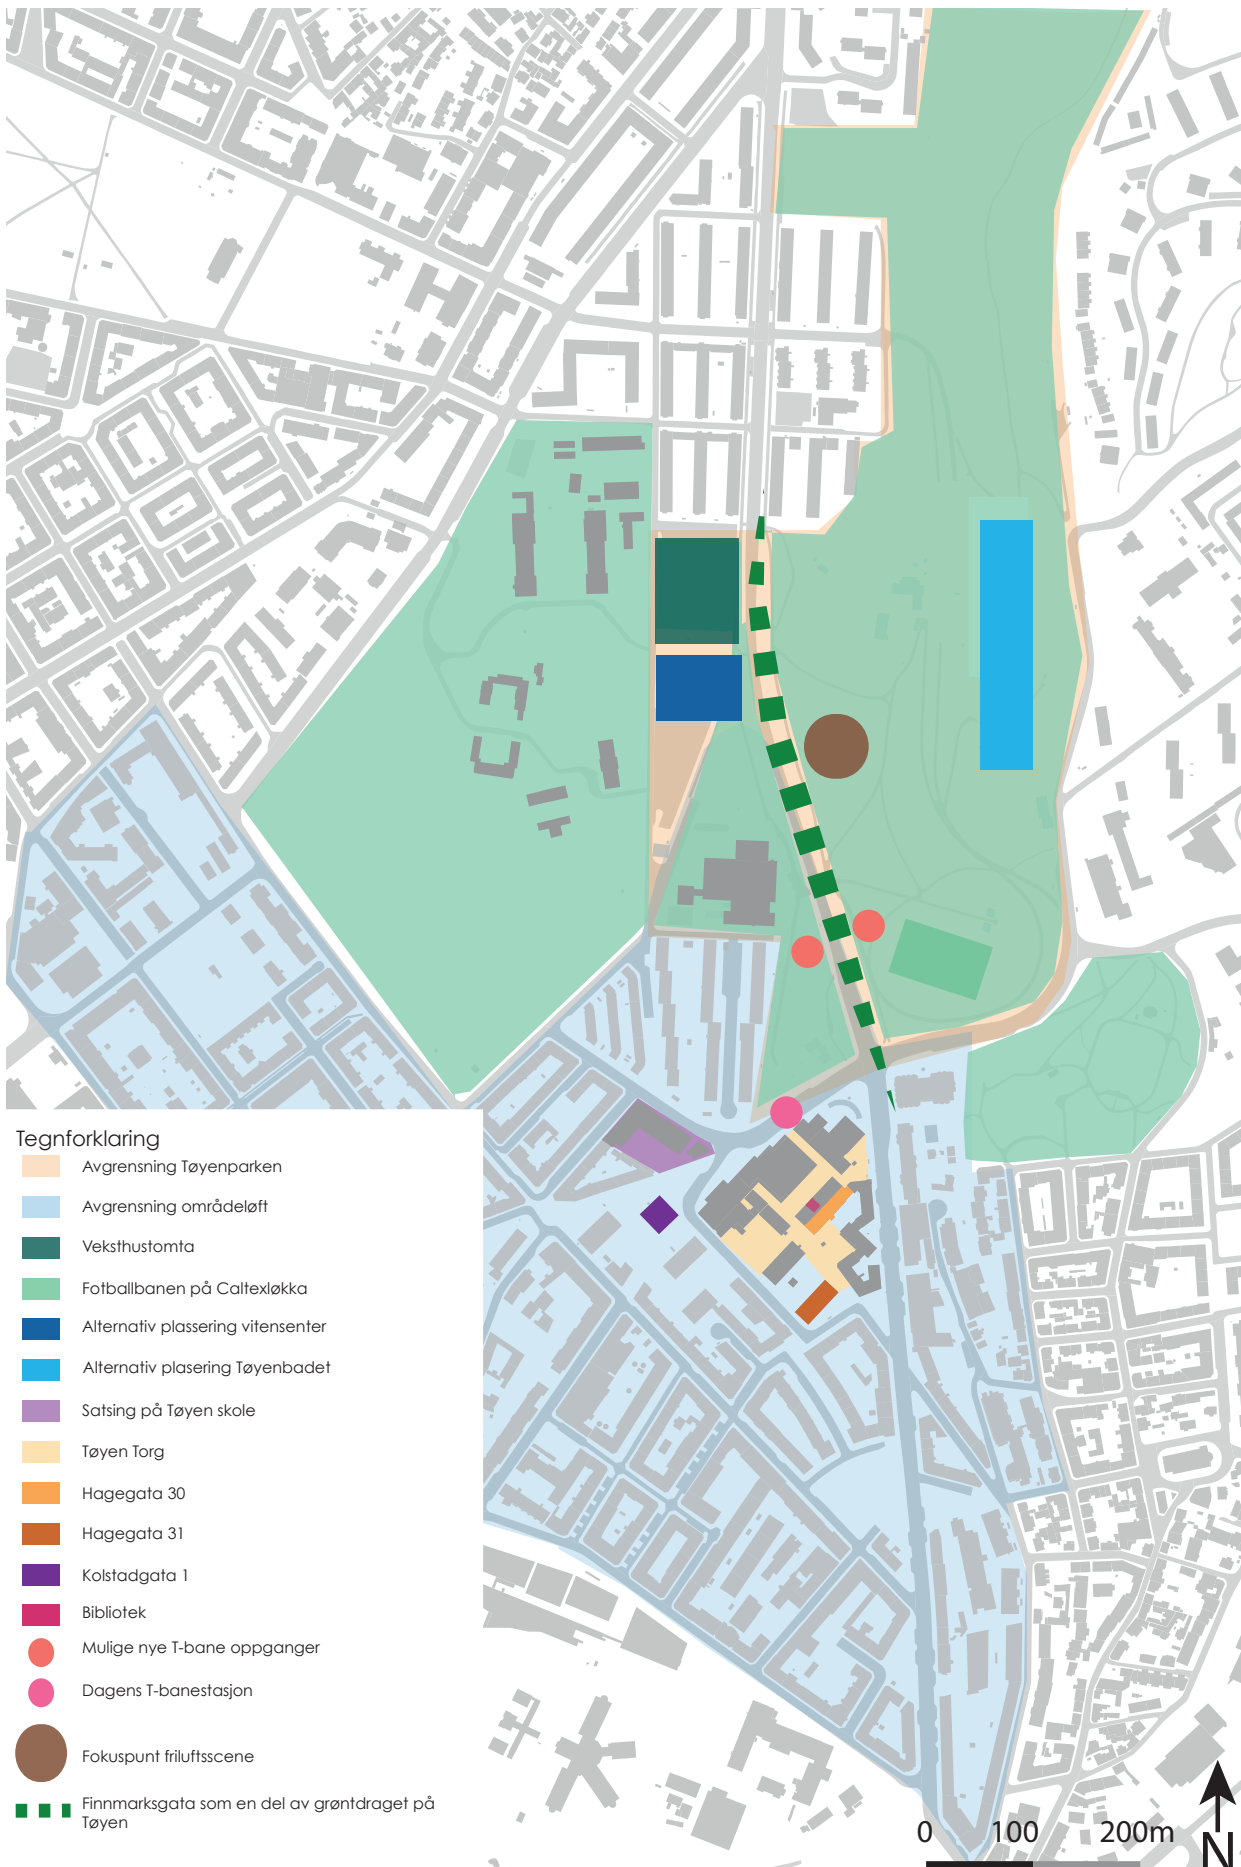 Tegnforklaring
Avgrensning Tøyenparken
Avgrensning områdeløft
Veksthustomta
Fotballbanen på Caltexløkka
Alternativ plassering vitensenter
Alternativ plasering Tøyenbadet
Satsing på Tøyen skole
Tøyen Torg
Hagegata 30
Hagegata 31
Kolstadgata 1
Bibliotek
Mulige nye T-bane oppganger
Dagens T-banestasjon
Fokuspunt friluftsscene
Finnmarksgata som en del av grøntdraget på
Tøyen
0 100 200m
N